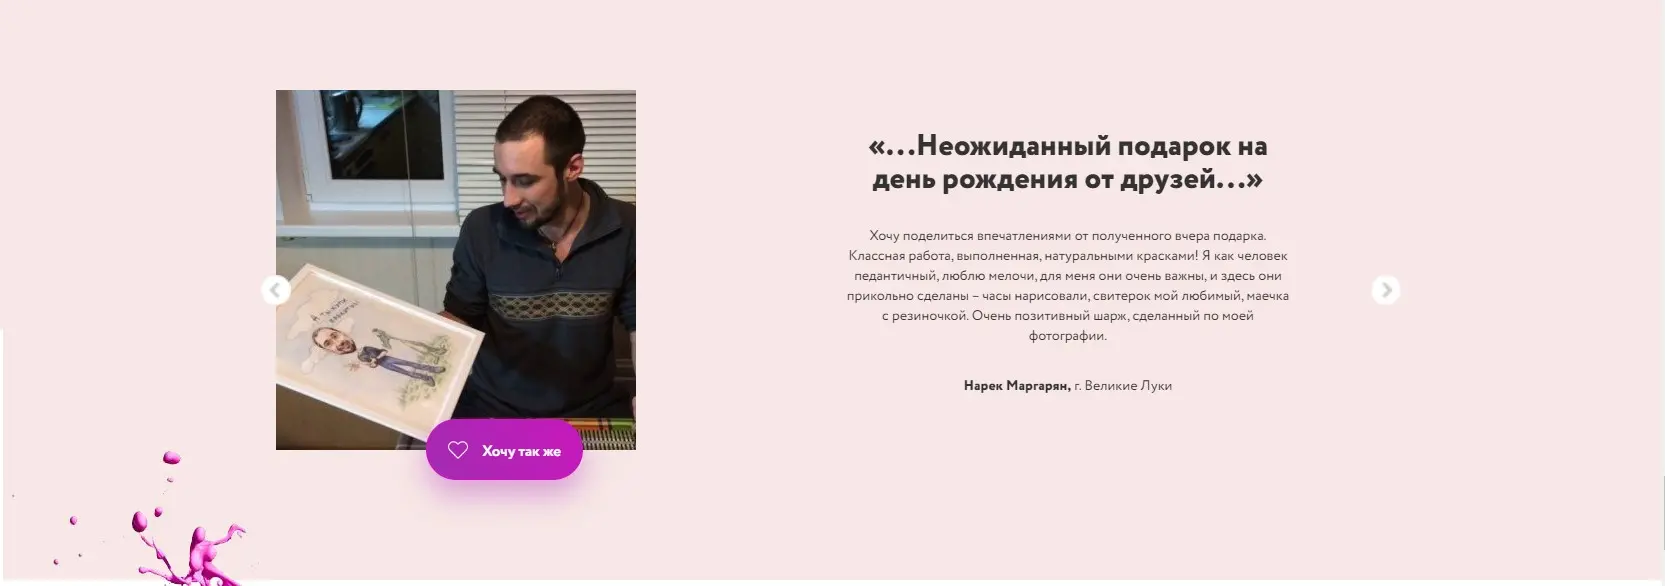 «...Неожиданный подарок на
день рождения от друзей...»
Хочу поделиться впечатлениями от полученного вчера подарка.
Классная работа, выполненная, натуральными красками! Я как человек
педантичный, люблю мелочи, для меня они очень важны, и здесь они
прикольно сделаны – часы нарисовали, свитерок мой любимый, маечка
с резиночкой. Очень позитивный шарж, сделанный по моей
фотографии.
Нарек Маргарян, г. Великие Луки
Хочу так же